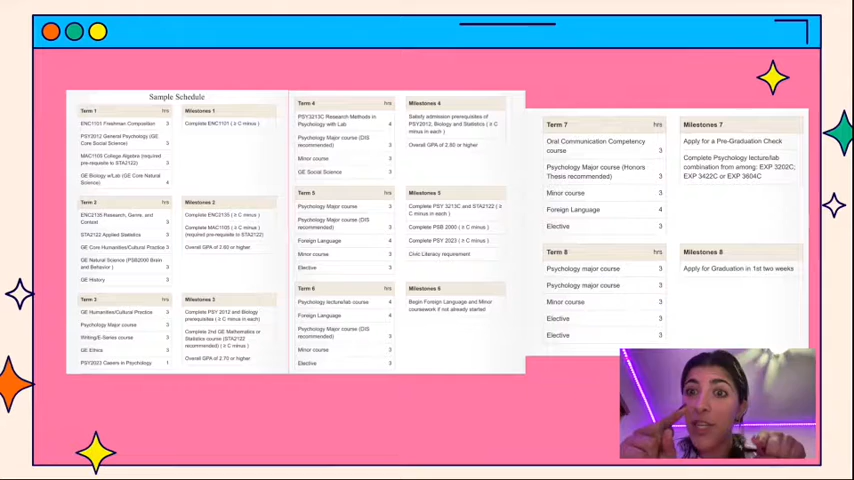 Sample Schedule
Term 1 hrs Milestones 1
ENC1101 Freshman Composition 3 Complete ENC1101 ( ≥ C minus )
PSY2012 General Psychology (GE
Core Social Science) 3
MAC1105 College Algebra (required
pre-requisite to STA2122) 3
GE Biology w/Lab (GE Core Natural
Science) 4
Term 2 hrs Milestones 2
ENC2135 Research, Genre, and
Context 3
Complete ENC2135 ( ≥ C minus )
STA2122 Applied Statistics 3
Complete MAC1105 ( ≥ C minus )
(required pre-requisite to STA2122)
GE Core Humanities/Cultural Practice 3
Overall GPA of 2.60 or higher
GE Natural Science (PSB2000 Brain
and Behavior ) 3
GE History 3
Term 3 hrs Milestones 3
GE Humanities/Cultural Practice 3
Psychology Major course 3
Writing/E-Series course 3
GE Ethics 3
PSY2023 Careers in Psychology 1
Complete PSY 2012 and Biology
prerequisites ( ≥ C minus in each)
Complete 2nd GE Mathematics or
Statistics course (STA2122
recommended) ( ≥ C minus )
Overall GPA of 2.70 or higher
Term 4 hrs Milestones 4
PSY3213C Research Methods in
Psychology with Lab 4
Psychology Major course (DIS
recommended) 3
Minor course 3
GE Social Science 3
Satisfy admission prerequisites of
PSY2012, Biology and Statistics ( ≥ C
minus in each )
Overall GPA of 2.80 or higher
Term 5 hrs Milestones 5
Psychology Major course 3
Psychology Major course (DIS
recommended) 3
Foreign Language 4
Minor course 3
Elective 3
Complete PSY 3213C and STA2122 ( ≥
C minus in each )
Complete PSB 2000 ( ≥ C minus )
Complete PSY 2023 ( ≥ C minus )
Civic Literacy requirement
Term 6 hrs Milestones 6
Psychology lecture/lab course 4
Foreign Language 4
Psychology Major course (DIS
recommended) 3
Minor course 3
Elective 3
Begin Foreign Language and Minor
coursework if not already started
Term 7 hrs Milestones 7
Oral Communication Competency
course 3
Psychology Major course (Honors
Thesis recommended) 3
Minor course 3
Foreign Language 4
Elective 3
Apply for a Pre-Graduation Check
Complete Psychology lecture/lab
combination from among: EXP 3202C;
EXP 3422C or EXP 3604C
Term 8 hrs Milestones 8
Psychology major course 3
Psychology major course 3
Minor course 3
Elective 3
Elective 3
Apply for Graduation in 1st two weeks